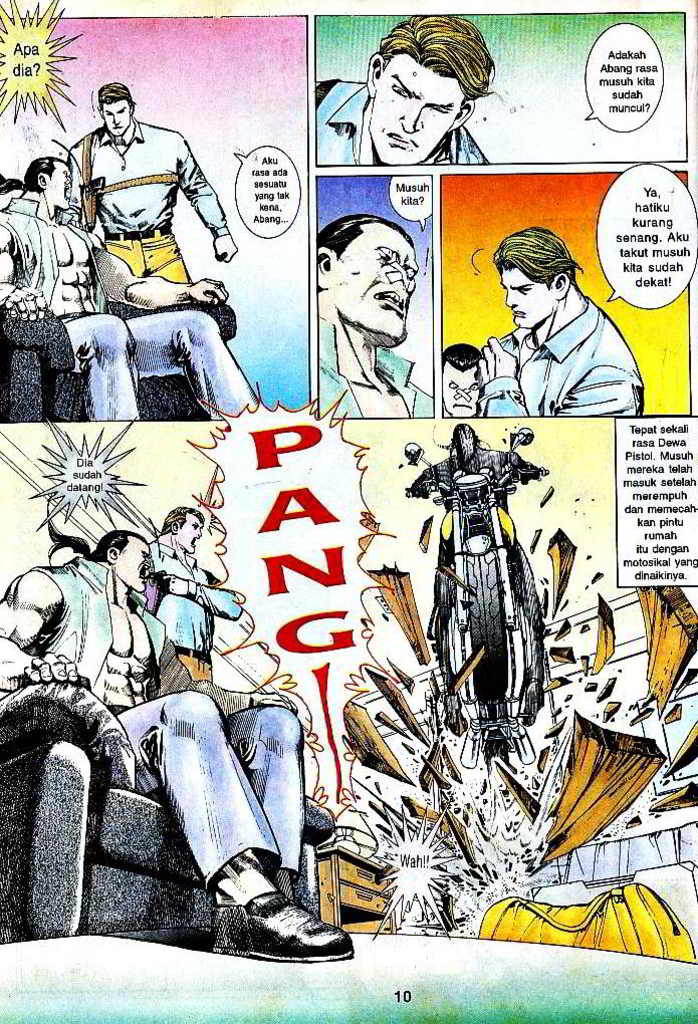 Apa
dia?
Aku
rasa ada
sesuatu
yang tak
kena,
Abang...
Adakah
Abang rasa
musuh kita
sudah
muncul?
Musuh
kita?
Ya,
hatiku
kurang
senang. Aku
takut musuh
kita sudah
dekat!
Dia
sudah
datang!
PANG!
Tepat sekali
rasa Dewa
Pistol. Musuh
mereka telah
masuk setelah
merempuh
dan memecah-
kan pintu
rumah
itu dengan
motosikal yang
dinaikinya.
Wah!!
10